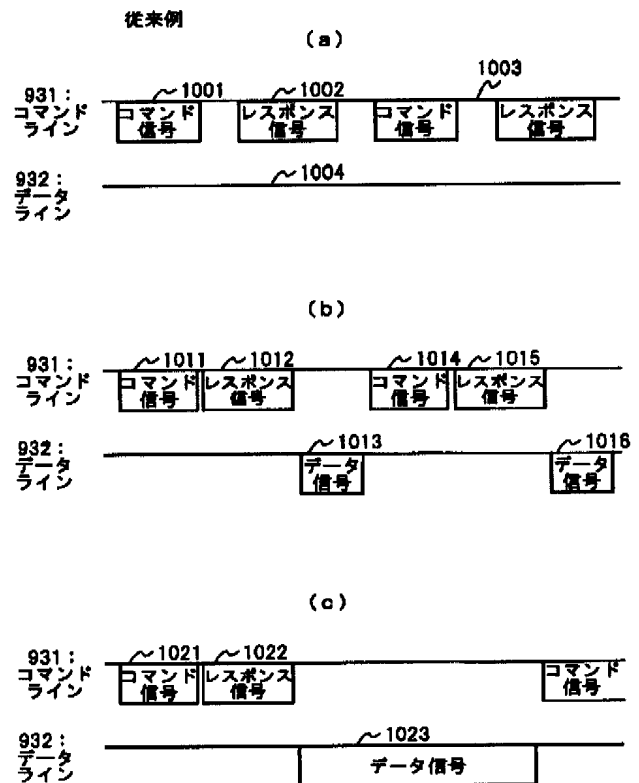 従来例
(a)
1001 1002 1003
931:
コマンド
ライン
コマンド
信号
レスポンス
信号
コマンド
信号
レスポンス
信号
932:
データ
ライン
1004
(b)
1011 1012 1014 1015
931:
コマンド
ライン
コマンド
信号
レスポンス
信号
コマンド
信号
レスポンス
信号
932:
データ
ライン
1013 1016
データ
信号
データ
信号
(c)
1021 1022
931:
コマンド
ライン
コマンド
信号
レスポンス
信号
コマンド
信号
932:
データ
ライン
1023
データ信号